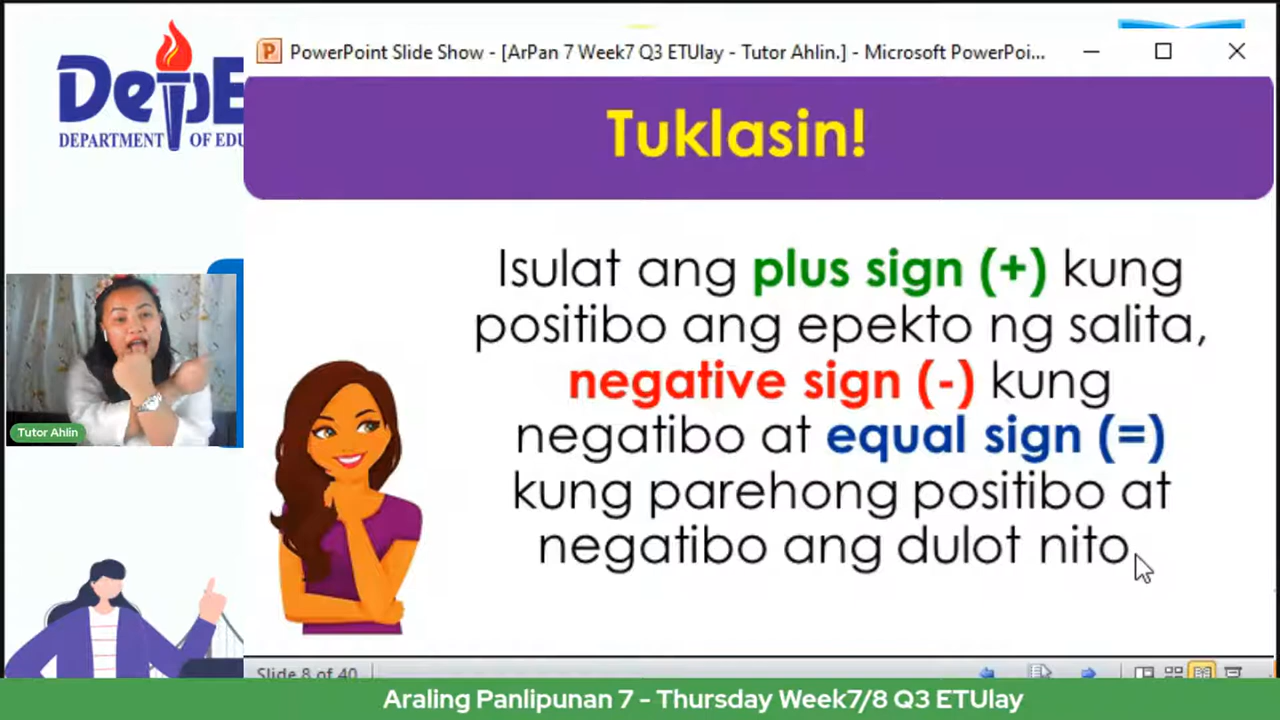 DepE
DEPARTMENT OF EDU
PowerPoint Slide Show - [ArPan 7 Week7 Q3 ETUlay - Tutor Ahlin.] - Microsoft PowerPoi...
Tuklasin!
Isulat ang plus sign (+) kung
positibo ang epekto ng salita,
negative sign (-) kung
negatibo at equal sign (=)
kung parehong positibo at
negatibo ang dulot nito.
Tutor Ahlin
Slide 8 of 40
Araling Panlipunan 7 - Thursday Week7/8 Q3 ETUlay